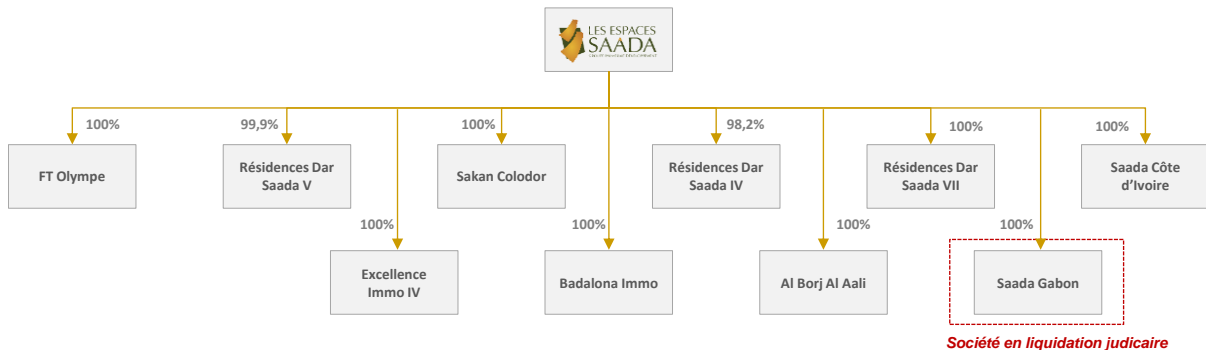 LES ESPACES
SAADA
100%
99,9%
100%
98,2%
100%
100%
FT Olympe
Résidences Dar
Saada V
Sakan Colodor
Résidences Dar
Saada IV
Résidences Dar
Saada VII
Saada Côte
d’Ivoire
100%
100%
100%
100%
Excellence
Immo IV
Badalona Immo
Al Borj Al Aali
Saada Gabon
Société en liquidation judicaire